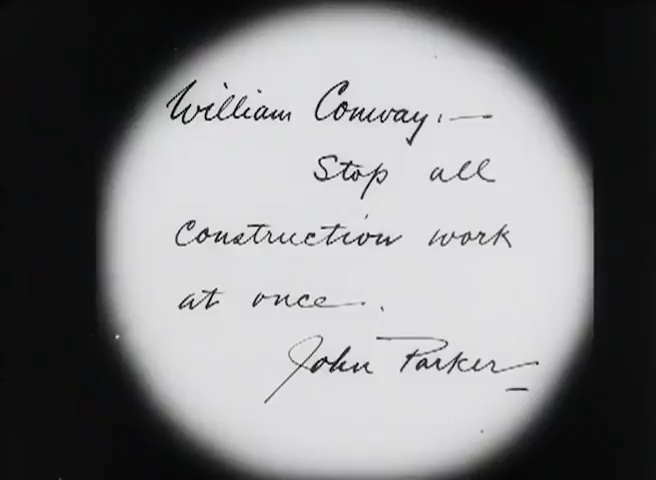 William Conway,—
Stop all
construction work
at once.
John Parker